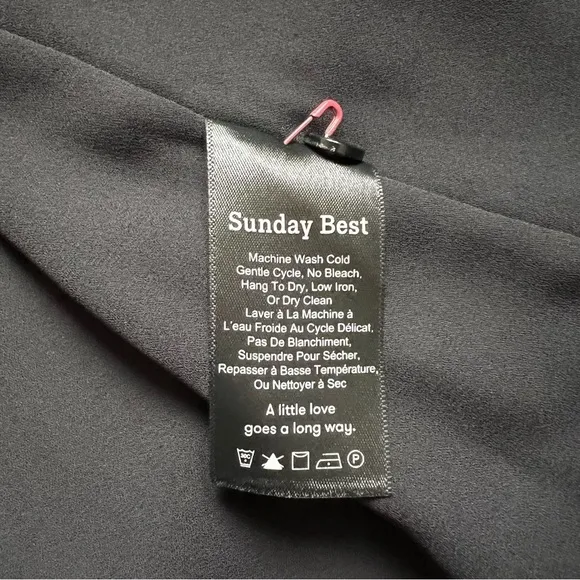 Sunday Best
Machine Wash Cold
Gentle Cycle, No Bleach,
Hang To Dry, Low Iron,
Or Dry Clean
Laver à La Machine à
L'eau Froide Au Cycle Délicat,
Pas De Blanchiment,
Suspendre Pour Sécher,
Repasser à Basse Température,
Ou Nettoyer à Sec
A little love
goes a long way.
30C P